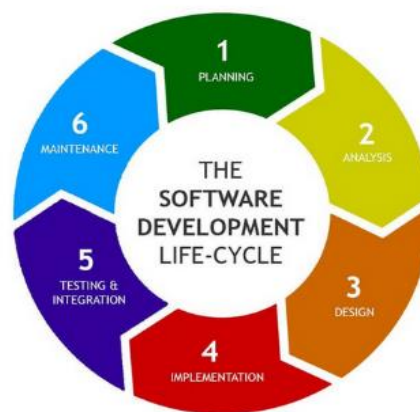 1
PLANNING
2
ANALYSIS
3
DESIGN
4
IMPLEMENTATION
5
TESTING &
INTEGRATION
6
MAINTENANCE
THE
SOFTWARE
DEVELOPMENT
LIFE-CYCLE